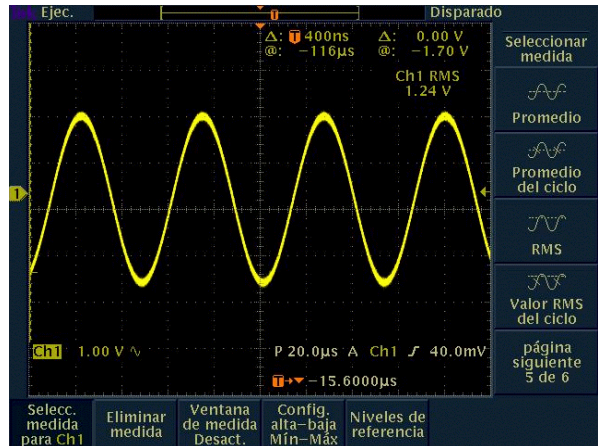 Ejec.
Disparado
Δ: T 400ns Δ: 0.00 V
@: −116µs @: −1.70 V
Ch1 RMS
1.24 V
1
Ch1 1.00 V
P 20.0µs A Ch1 40.0mV
T −15.6000µs
Seleccionar
medida
Promedio
Promedio
del ciclo
RMS
Valor RMS
del ciclo
página
siguiente
5 de 6
Selecc.
medida
para Ch1
Eliminar
medida
Ventana
de medida
Desact.
Config.
alta−baja
Mín−Máx
Niveles de
referencia